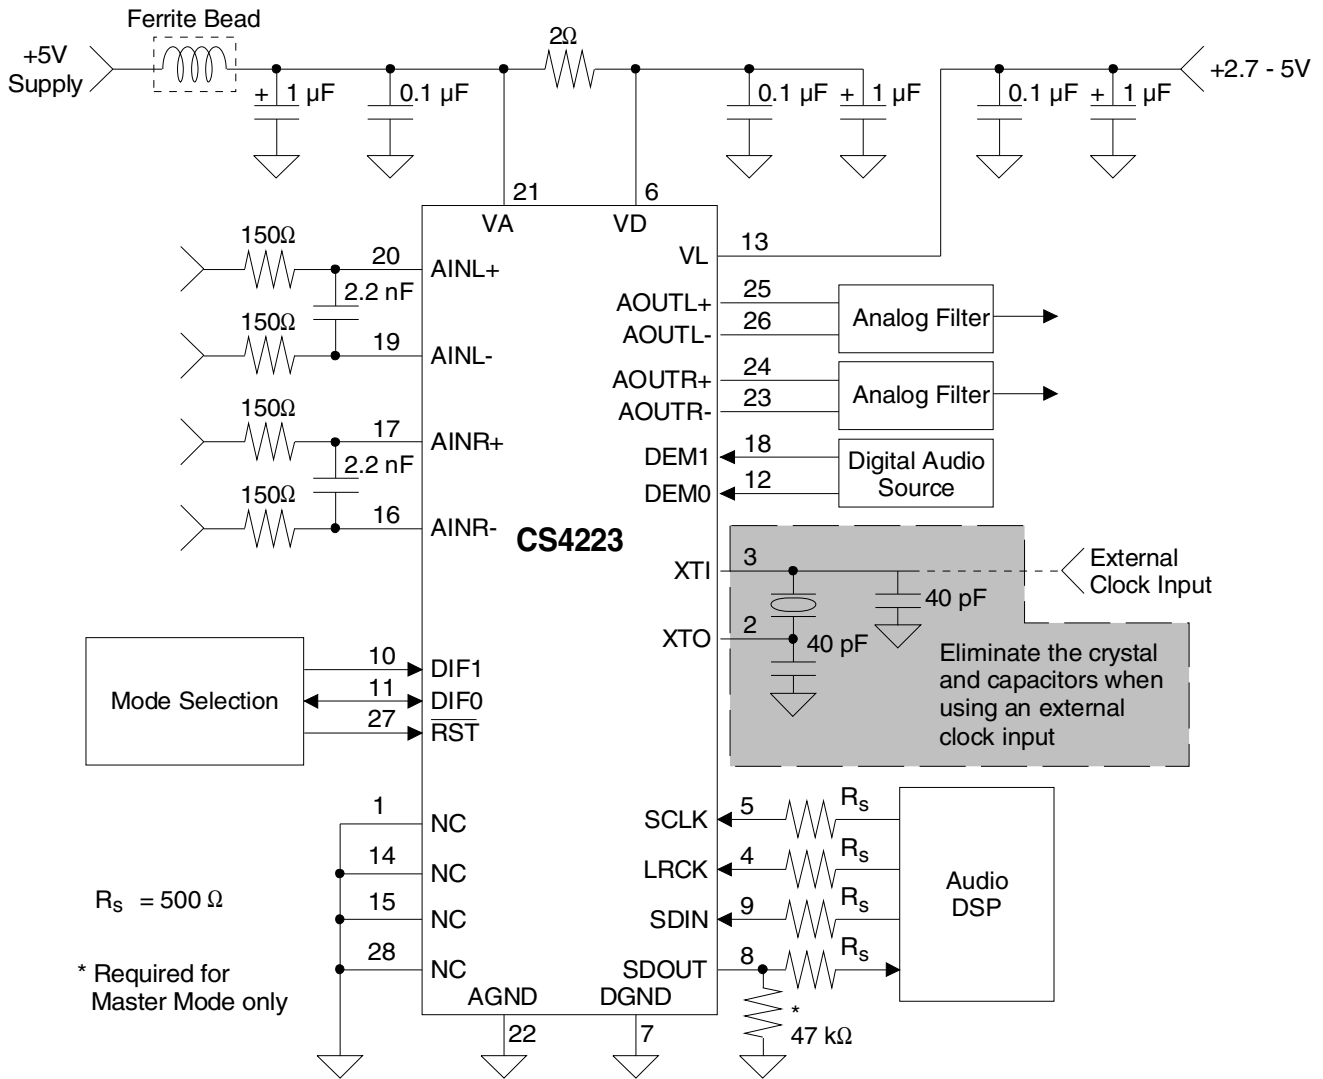 Ferrite Bead
+5V
Supply
2Ω
+2.7 - 5V
+ 1 µF
0.1 µF
0.1 µF
+ 1 µF
0.1 µF
+ 1 µF
21
6
VA
VD
150Ω
20
AINL+
2.2 nF
150Ω
19
AINL-
150Ω
17
AINR+
2.2 nF
150Ω
16
AINR-
CS4223
13
VL
25
AOUTL+
26
AOUTL-
Analog Filter
24
AOUTR+
23
AOUTR-
Analog Filter
18
DEM1
12
DEM0
Digital Audio
Source
3
XTI
External
Clock Input
40 pF
2
XTO
40 pF
Eliminate the crystal
and capacitors when
using an external
clock input
Mode Selection
10
DIF1
11
DIF0
27
RST
1
NC
14
NC
15
NC
28
NC
5
SCLK
Rs
4
LRCK
Rs
9
SDIN
Rs
8
SDOUT
Rs
Audio
DSP
Rs = 500 Ω
* Required for
Master Mode only
AGND
22
DGND
7
*
47 kΩ